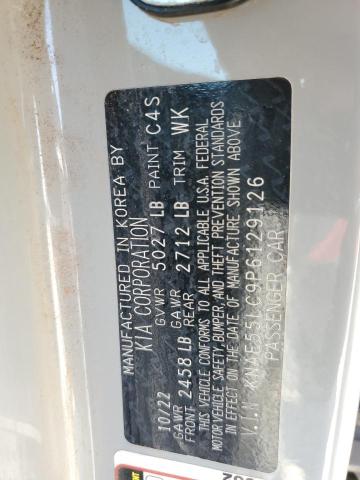 MANUFACTURED IN KOREA BY
KIA CORPORATION
10/22 GVWR 5027 LB PAINT C4S
GAWR FRONT 2458 LB GAWR REAR 2712 LB TRIM WK
THIS VEHICLE CONFORMS TO ALL APPLICABLE U.S.A. FEDERAL
MOTOR VEHICLE SAFETY, BUMPER, AND THEFT PREVENTION STANDARDS
IN EFFECT ON THE DATE OF MANUFACTURE SHOWN ABOVE.
V.I.N: KNAE55LC9P6129126
PASSENGER CAR